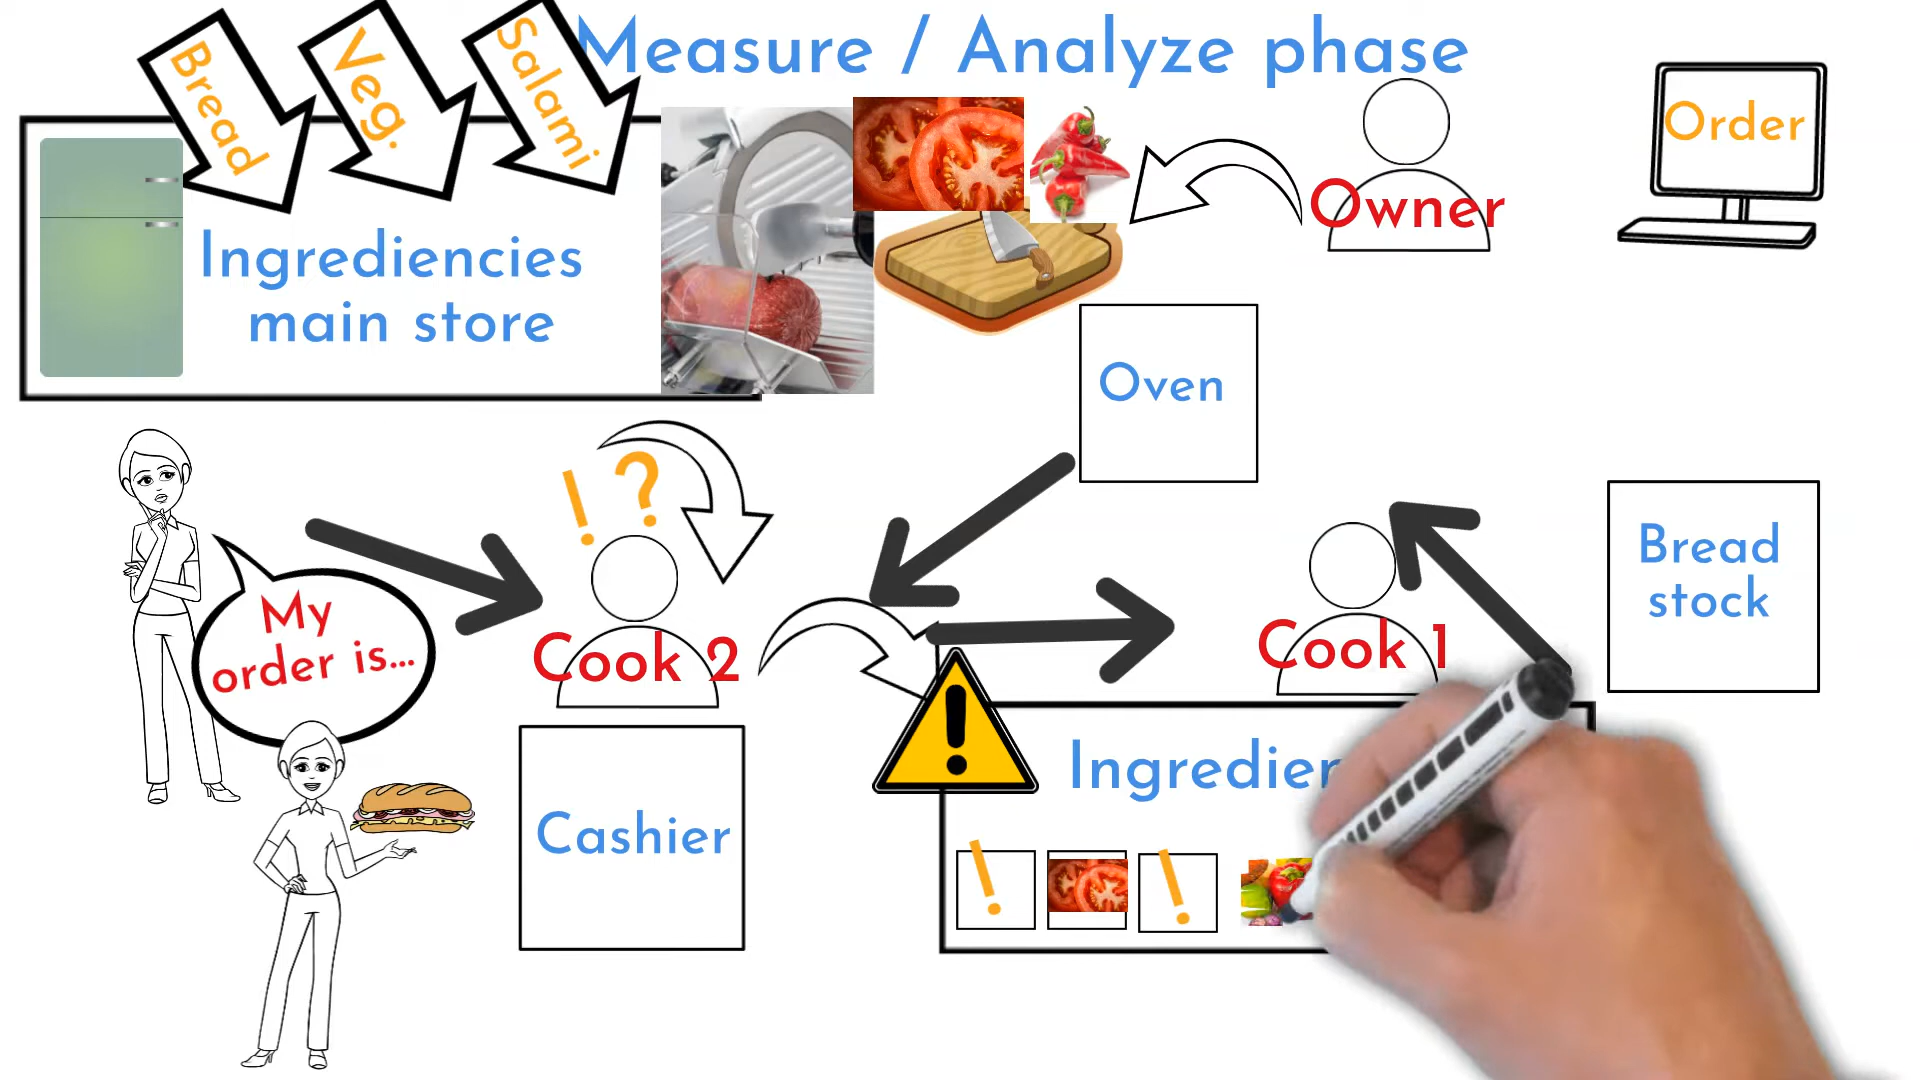 Measure / Analyze phase
Bread
Veg.
Salami
Order
Owner
Ingrediencies
main store
Oven
! ?
Bread
stock
My
order is...
Cook 2
Cook 1
Cashier
!
!
!